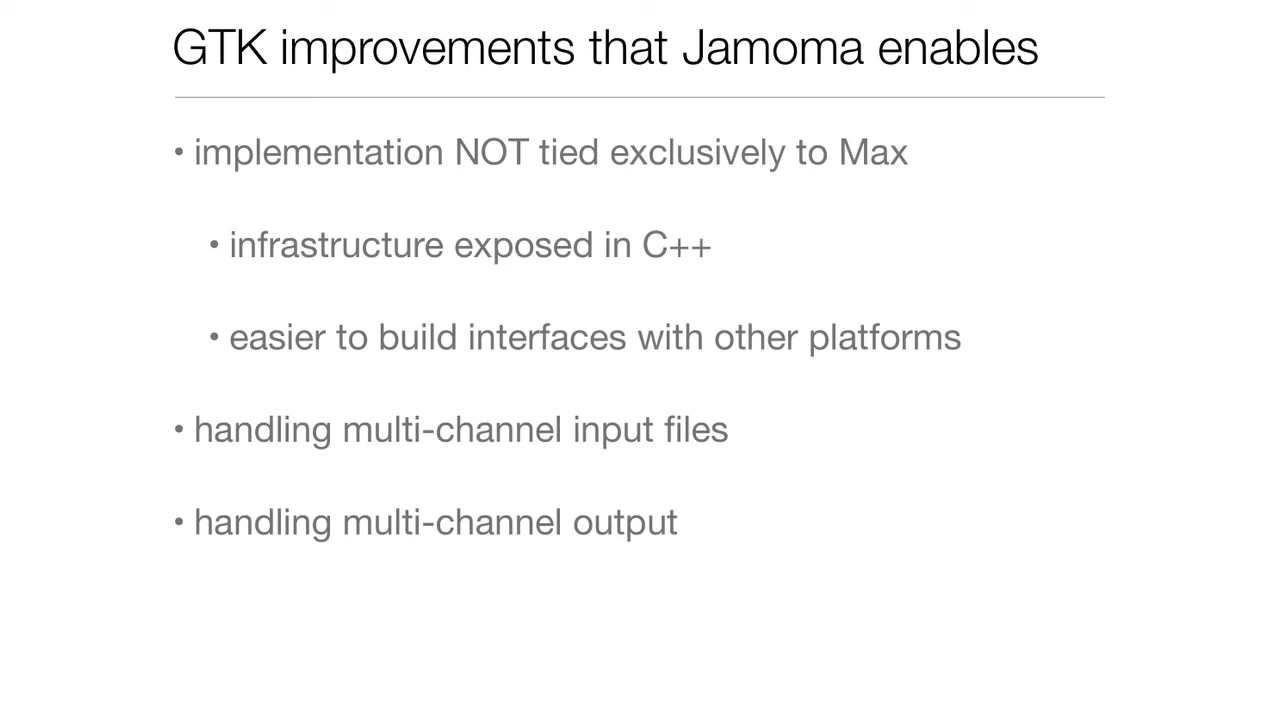 GTK improvements that Jamoma enables
• implementation NOT tied exclusively to Max
• infrastructure exposed in C++
• easier to build interfaces with other platforms
• handling multi-channel input files
• handling multi-channel output